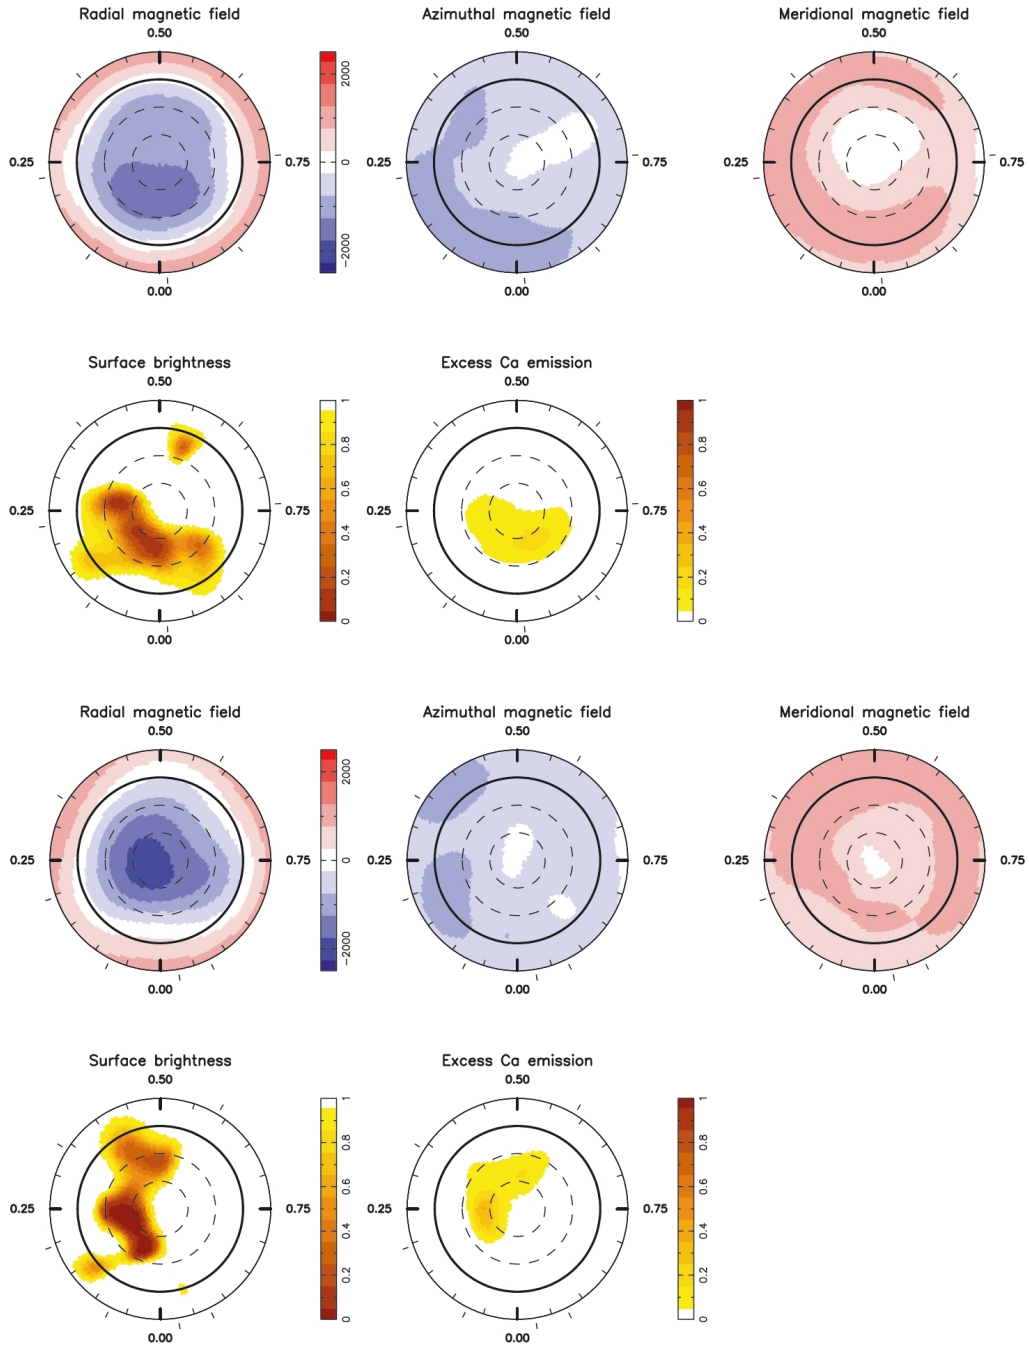 Radial magnetic field Azimuthal magnetic field Meridional magnetic field
0.50 0.50 0.50
2000
0.25 0 0.25 0.75 0.25 0.75
−2000
0.00 0.00 0.00
Surface brightness Excess Ca emission
0.50 0.50
1 1
0.8 0.8
0.6 0.6
0.25 0.75 0.25 0.75
0.4 0.4
0.2 0.2
0 0
0.00 0.00
Radial magnetic field Azimuthal magnetic field Meridional magnetic field
0.50 0.50 0.50
2000
0.25 0.75 0 0.25 0.75 0.25 0.75
−2000
0.00 0.00 0.00
Surface brightness Excess Ca emission
0.50 0.50
1 1
0.8 0.8
0.6 0.6
0.25 0.75 0.25 0.75
0.4 0.4
0.2 0.2
0 0
0.00 0.00